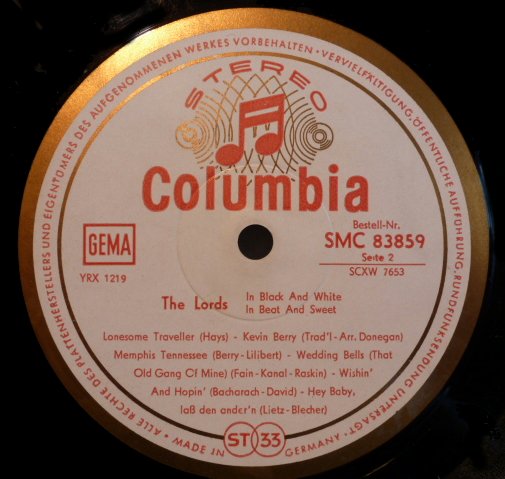 ALLE RECHTE DES PLATTENHERSTELLERS UND EIGENTÜMERS DES AUFGENOMMENEN WERKES VORBEHALTEN · VERVIELFÄLTIGUNG, ÖFFENTLICHE AUFFÜHRUNG, RUNDFUNKSENDUNG UNTERSAGT ·
STEREO
Columbia
GEMA
YRX 1219
Bestell-Nr.
SMC 83859
Seite 2
SCXW 7653
The Lords In Black And White
In Beat And Sweet
Lonesome Traveller (Hays) - Kevin Berry (Trad'l-Arr. Donegan)
Memphis Tennessee (Berry-Lilibert) - Wedding Bells (That
Old Gang Of Mine) (Fain-Kanal-Raskin) - Wishin'
And Hopin' (Bacharach-David) - Hey Baby,
laß den ander'n (Lietz-Blecher)
ST 33
MADE IN GERMANY